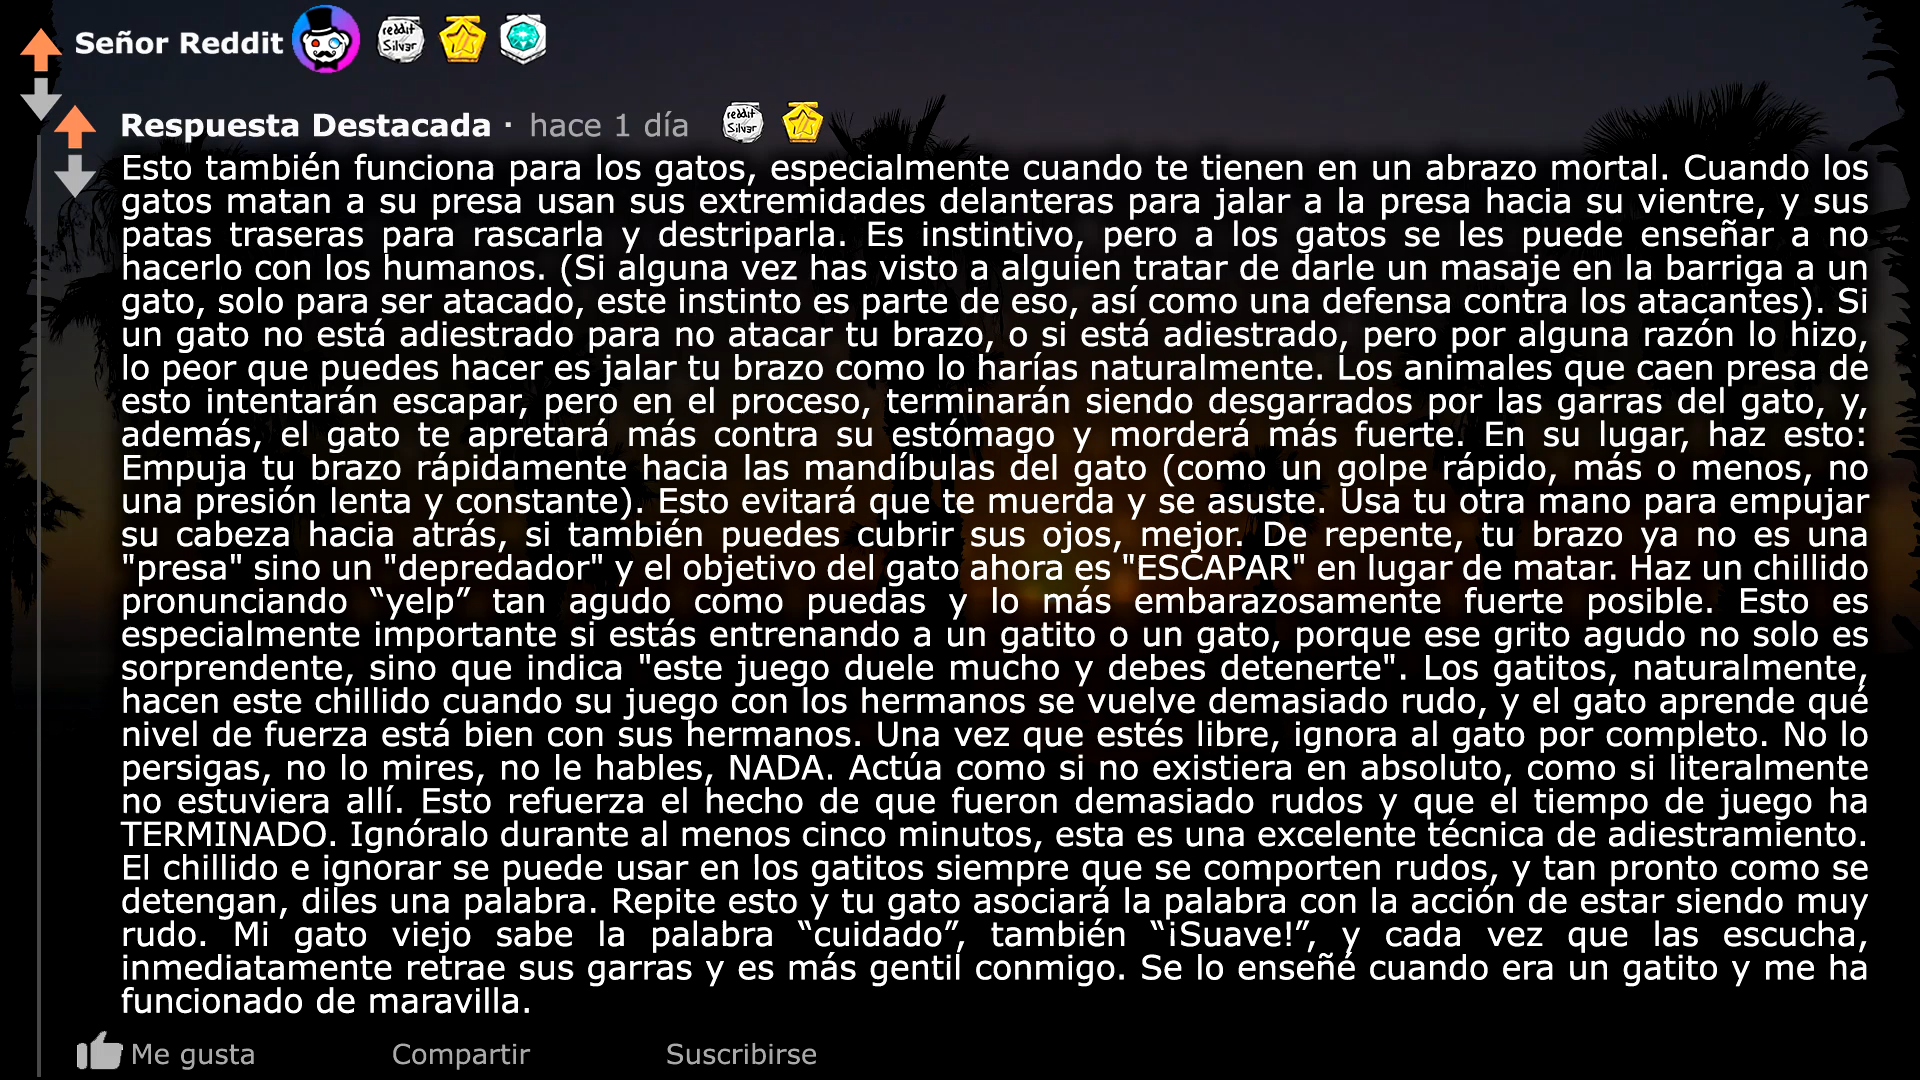 Señor Reddit
reddit
Silver
Respuesta Destacada · hace 1 día
reddit
Silver
Esto también funciona para los gatos, especialmente cuando te tienen en un abrazo mortal. Cuando los
gatos matan a su presa usan sus extremidades delanteras para jalar a la presa hacia su vientre, y sus
patas traseras para rascarla y destriparla. Es instintivo, pero a los gatos se les puede enseñar a no
hacerlo con los humanos. (Si alguna vez has visto a alguien tratar de darle un masaje en la barriga a un
gato, solo para ser atacado, este instinto es parte de eso, así como una defensa contra los atacantes). Si
un gato no está adiestrado para no atacar tu brazo, o si está adiestrado, pero por alguna razón lo hizo,
lo peor que puedes hacer es jalar tu brazo como lo harías naturalmente. Los animales que caen presa de
esto intentarán escapar, pero en el proceso, terminarán siendo desgarrados por las garras del gato, y,
además, el gato te apretará más contra su estómago y morderá más fuerte. En su lugar, haz esto:
Empuja tu brazo rápidamente hacia las mandíbulas del gato (como un golpe rápido, más o menos, no
una presión lenta y constante). Esto evitará que te muerda y se asuste. Usa tu otra mano para empujar
su cabeza hacia atrás, si también puedes cubrir sus ojos, mejor. De repente, tu brazo ya no es una
"presa" sino un "depredador" y el objetivo del gato ahora es "ESCAPAR" en lugar de matar. Haz un chillido
pronunciando “yelp” tan agudo como puedas y lo más embarazosamente fuerte posible. Esto es
especialmente importante si estás entrenando a un gatito o un gato, porque ese grito agudo no solo es
sorprendente, sino que indica "este juego duele mucho y debes detenerte". Los gatitos, naturalmente,
hacen este chillido cuando su juego con los hermanos se vuelve demasiado rudo, y el gato aprende qué
nivel de fuerza está bien con sus hermanos. Una vez que estés libre, ignora al gato por completo. No lo
persigas, no lo mires, no le hables, NADA. Actúa como si no existiera en absoluto, como si literalmente
no estuviera allí. Esto refuerza el hecho de que fueron demasiado rudos y que el tiempo de juego ha
TERMINADO. Ignóralo durante al menos cinco minutos, esta es una excelente técnica de adiestramiento.
El chillido e ignorar se puede usar en los gatitos siempre que se comporten rudos, y tan pronto como se
detengan, diles una palabra. Repite esto y tu gato asociará la palabra con la acción de estar siendo muy
rudo. Mi gato viejo sabe la palabra “cuidado”, también “¡Suave!”, y cada vez que las escucha,
inmediatamente retrae sus garras y es más gentil conmigo. Se lo enseñé cuando era un gatito y me ha
funcionado de maravilla.
Me gusta Compartir Suscribirse